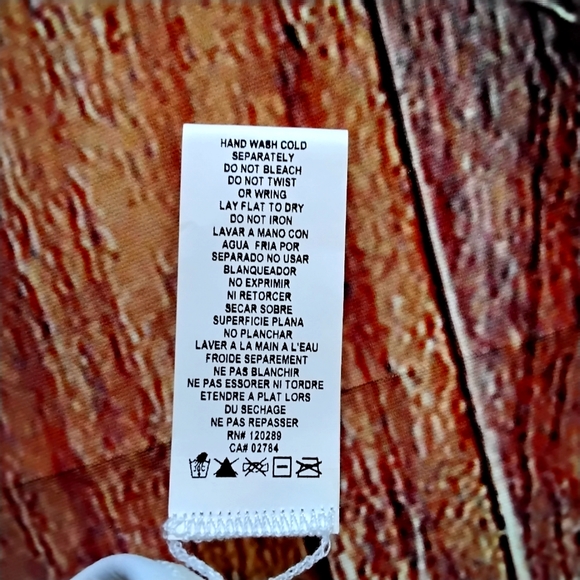 HAND WASH COLD
SEPARATELY
DO NOT BLEACH
DO NOT TWIST
OR WRING
LAY FLAT TO DRY
DO NOT IRON
LAVAR A MANO CON
AGUA FRIA POR
SEPARADO NO USAR
BLANQUEADOR
NO EXPRIMIR
NI RETORCER
SECAR SOBRE
SUPERFICIE PLANA
NO PLANCHAR
LAVER A LA MAIN A L'EAU
FROIDE SEPAREMENT
NE PAS BLANCHIR
NE PAS ESSORER NI TORDRE
ETENDRE A PLAT LORS
DU SECHAGE
NE PAS REPASSER
RN# 120289
CA# 02784